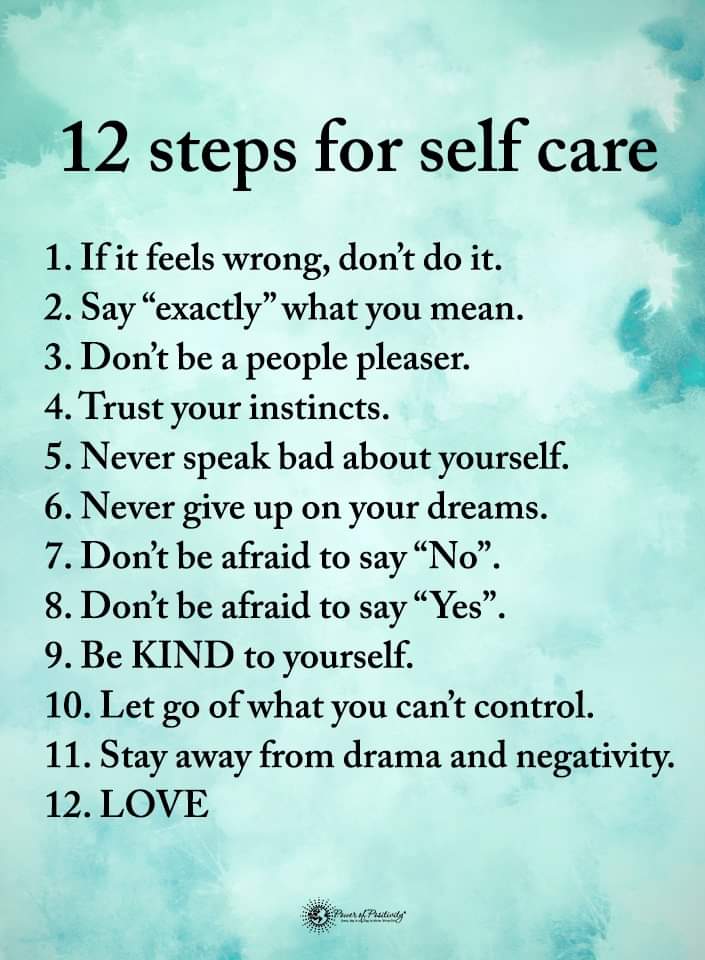 12 steps for self care
1. If it feels wrong, don’t do it.
2. Say “exactly” what you mean.
3. Don’t be a people pleaser.
4. Trust your instincts.
5. Never speak bad about yourself.
6. Never give up on your dreams.
7. Don’t be afraid to say “No”.
8. Don’t be afraid to say “Yes”.
9. Be KIND to yourself.
10. Let go of what you can’t control.
11. Stay away from drama and negativity.
12. LOVE
Power of Positivity